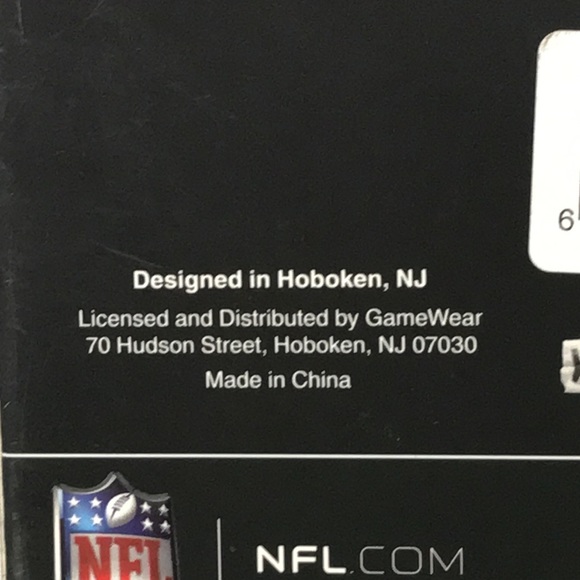 6
Designed in Hoboken, NJ
Licensed and Distributed by GameWear
70 Hudson Street, Hoboken, NJ 07030
Made in China
NFL
NFL.COM